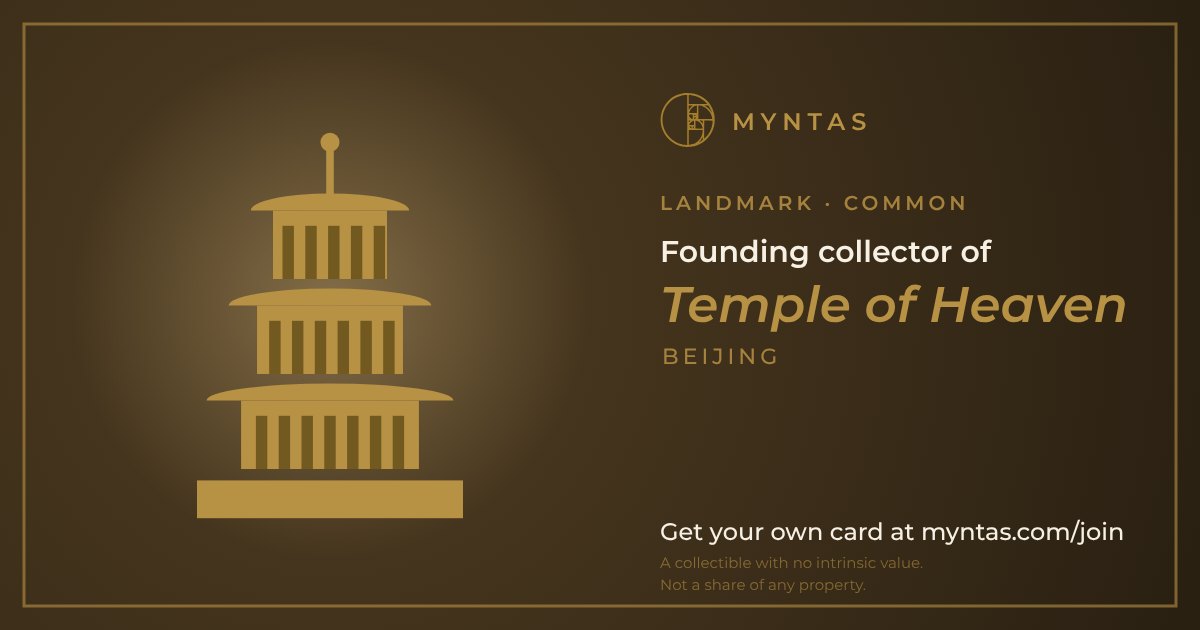 MYNTAS
LANDMARK · COMMON
Founding collector of
Temple of Heaven
BEIJING
Get your own card at myntas.com/join
A collectible with no intrinsic value.
Not a share of any property.